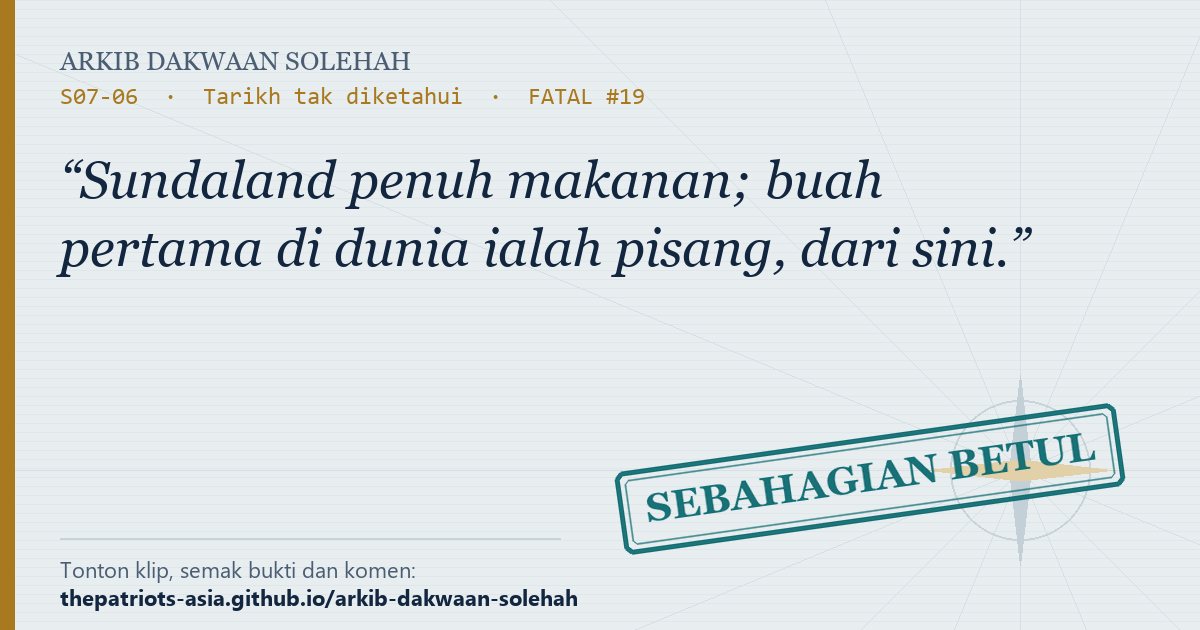 ARKIB DAKWAAN SOLEHAH
S07-06 · Tarikh tak diketahui · FATAL #19
“Sundaland penuh makanan; buah
pertama di dunia ialah pisang, dari sini.”
SEBAHAGIAN BETUL
Tonton klip, semak bukti dan komen:
thepatriots-asia.github.io/arkib-dakwaan-solehah